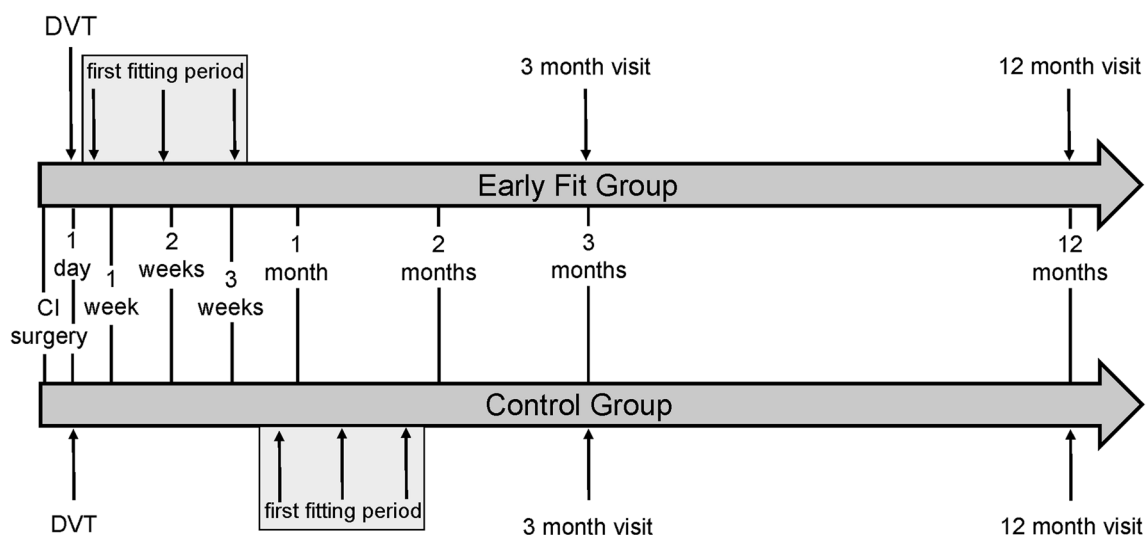 DVT
first fitting period
3 month visit
12 month visit
Early Fit Group
1
day
1
week
2
weeks
3
weeks
1
month
2
months
3
months
12
months
CI
surgery
Control Group
first fitting period
DVT
3 month visit
12 month visit